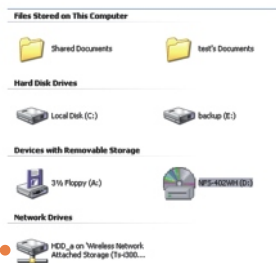 Files Stored on This Computer
Shared Documents
test's Documents
Hard Disk Drives
Local Disk (C:)
backup (E:)
Devices with Removable Storage
3½ Floppy (A:)
NFS-402WH (D:)
Network Drives
HDD_a on 'Wireless Network
Attached Storage (Ts-I300....